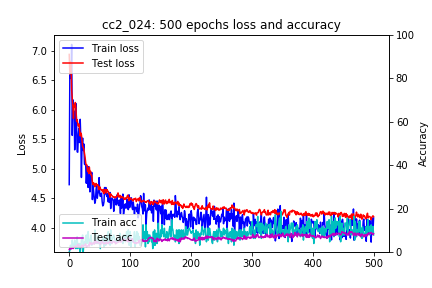 cc2_024: 500 epochs loss and accuracy
7.0
6.5
6.0
5.5
5.0
4.5
4.0
Loss
Train loss
Test loss
Train acc
Test acc
100
80
60
40
20
0
Accuracy
0 100 200 300 400 500